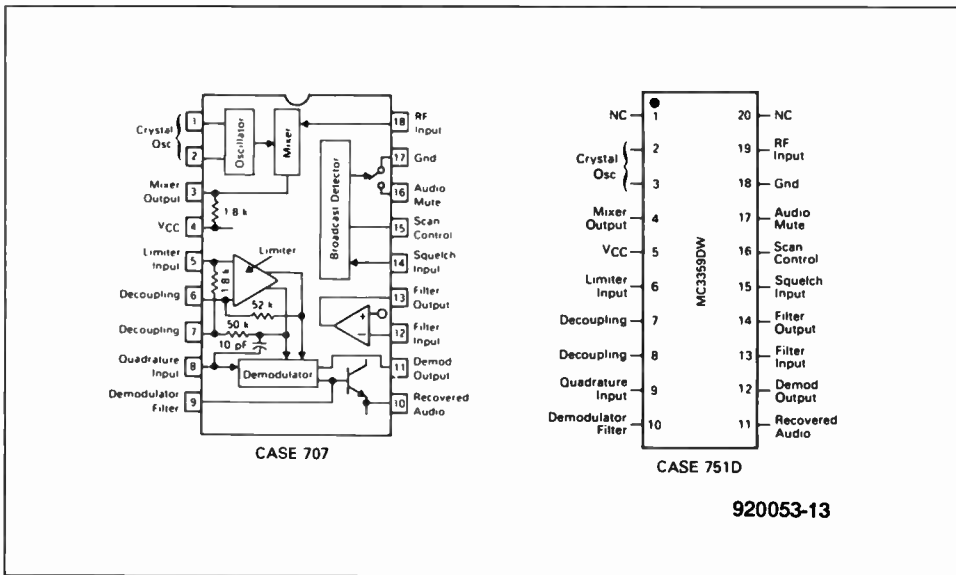 1
2
Crystal
Osc
Oscillator
Mixer
18
RF
Input
17
Gnd
Mixer
Output
3
1 8 k
16
Audio
Mute
VCC
4
Broadcast Detector
15
Scan
Control
Limiter
Input
5
Limiter
1 8 k
14
Squelch
Input
Decoupling
6
52 k
13
Filter
Output
+
−
Decoupling
7
50 k
10 pF
12
Filter
Input
Quadrature
Input
8
Demodulator
11
Demod
Output
Demodulator
Filter
9
10
Recovered
Audio
CASE 707
NC
1
20
NC
Crystal
Osc
2
3
19
RF
Input
18
Gnd
Mixer
Output
4
17
Audio
Mute
VCC
5
MC3359DW
16
Scan
Control
Limiter
Input
6
15
Squelch
Input
Decoupling
7
14
Filter
Output
Decoupling
8
13
Filter
Input
Quadrature
Input
9
12
Demod
Output
Demodulator
Filter
10
11
Recovered
Audio
CASE 751D
920053-13